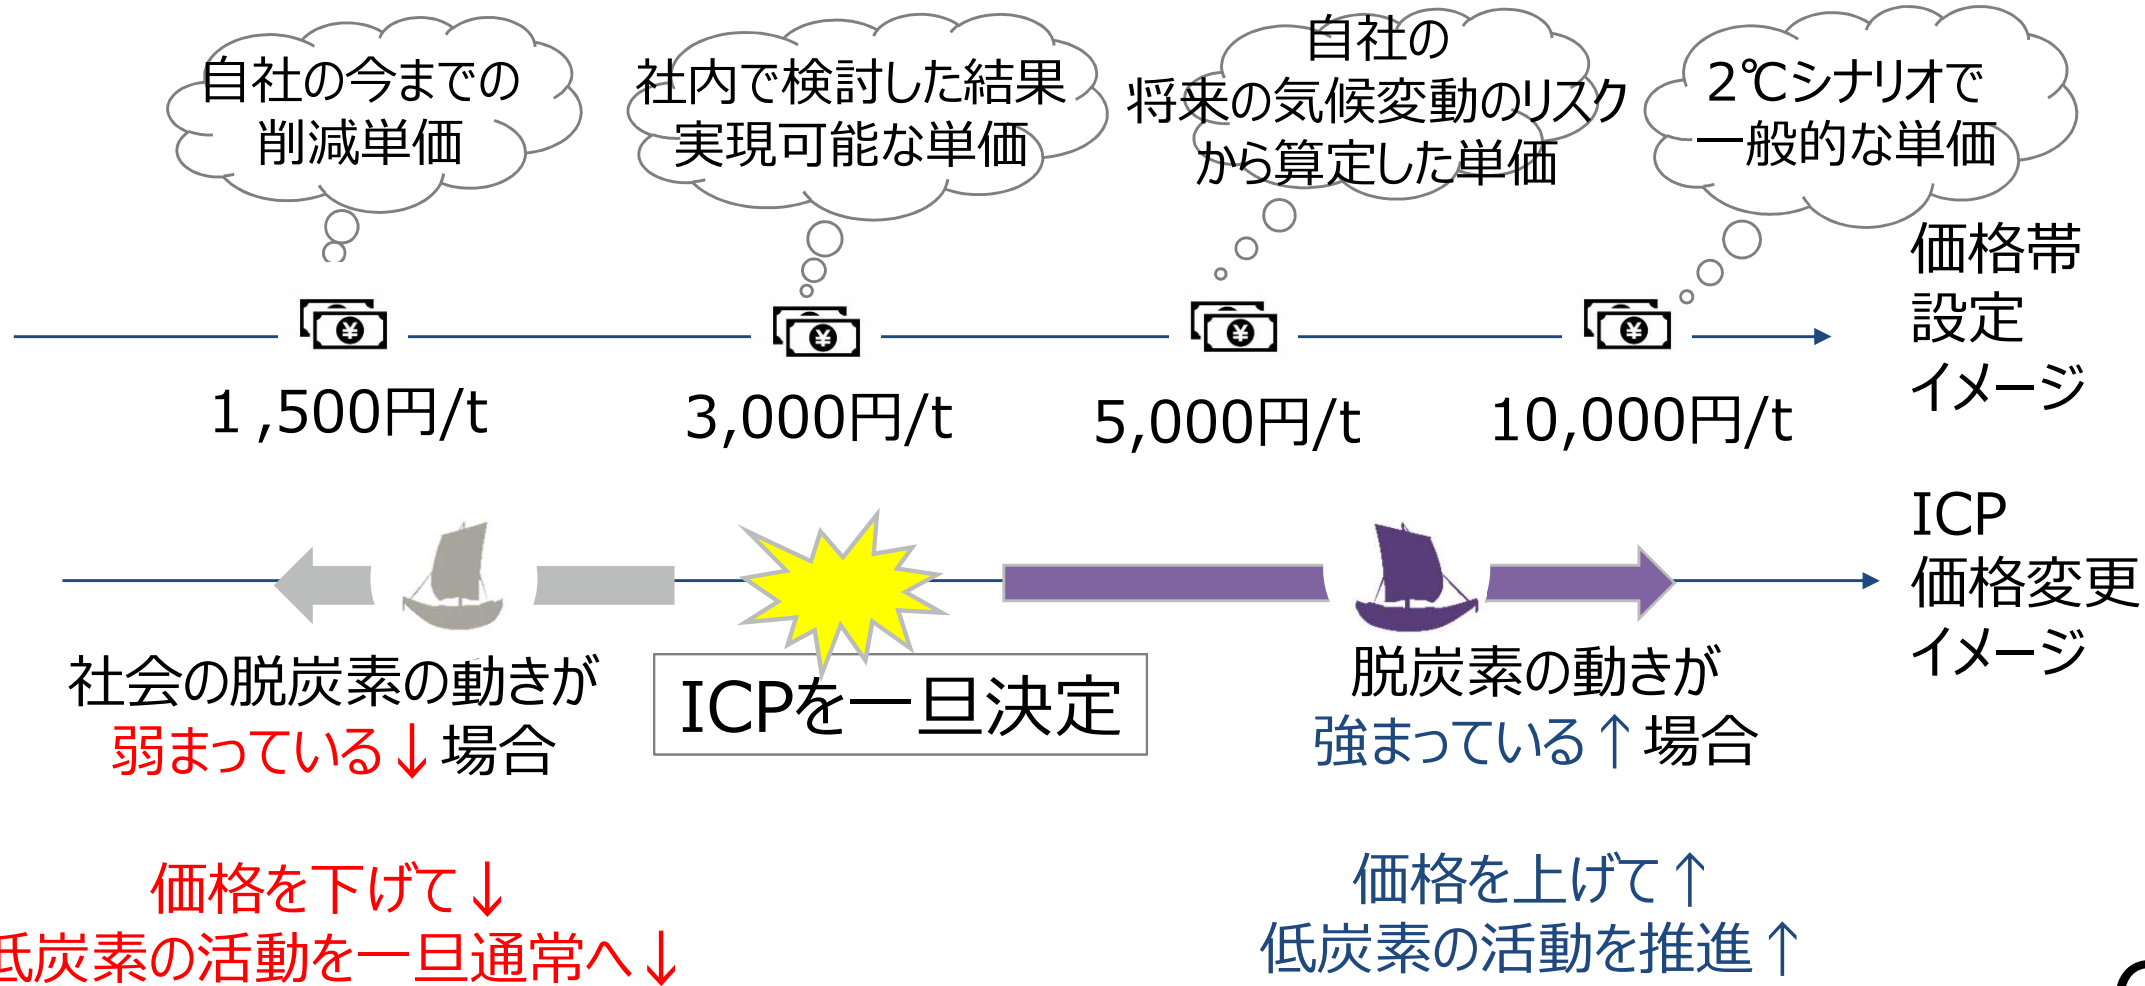 自社の今までの
削減単価
社内で検討した結果
実現可能な単価
自社の
将来の気候変動のリスク
から算定した単価
2℃シナリオで
一般的な単価
価格帯
設定
イメージ
1,500円/t
3,000円/t
5,000円/t
10,000円/t
ICP
価格変更
イメージ
社会の脱炭素の動きが
弱まっている↓場合
ICPを一旦決定
脱炭素の動きが
強まっている↑場合
価格を下げて↓
低炭素の活動を一旦通常へ↓
価格を上げて↑
低炭素の活動を推進↑